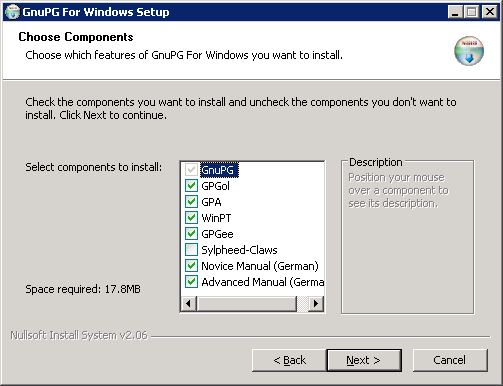 GnuPG For Windows Setup
Choose Components
Choose which features of GnuPG For Windows you want to install.
Check the components you want to install and uncheck the components you don't want to
install. Click Next to continue.
Select components to install:
GnuPG
GPGol
GPA
WinPT
GPGee
Sylpheed-Claws
Novice Manual (German)
Advanced Manual (Germa
Description
Position your mouse
over a component to
see its description.
Space required: 17.8MB
Nullsoft Install System v2.06
< Back
Next >
Cancel